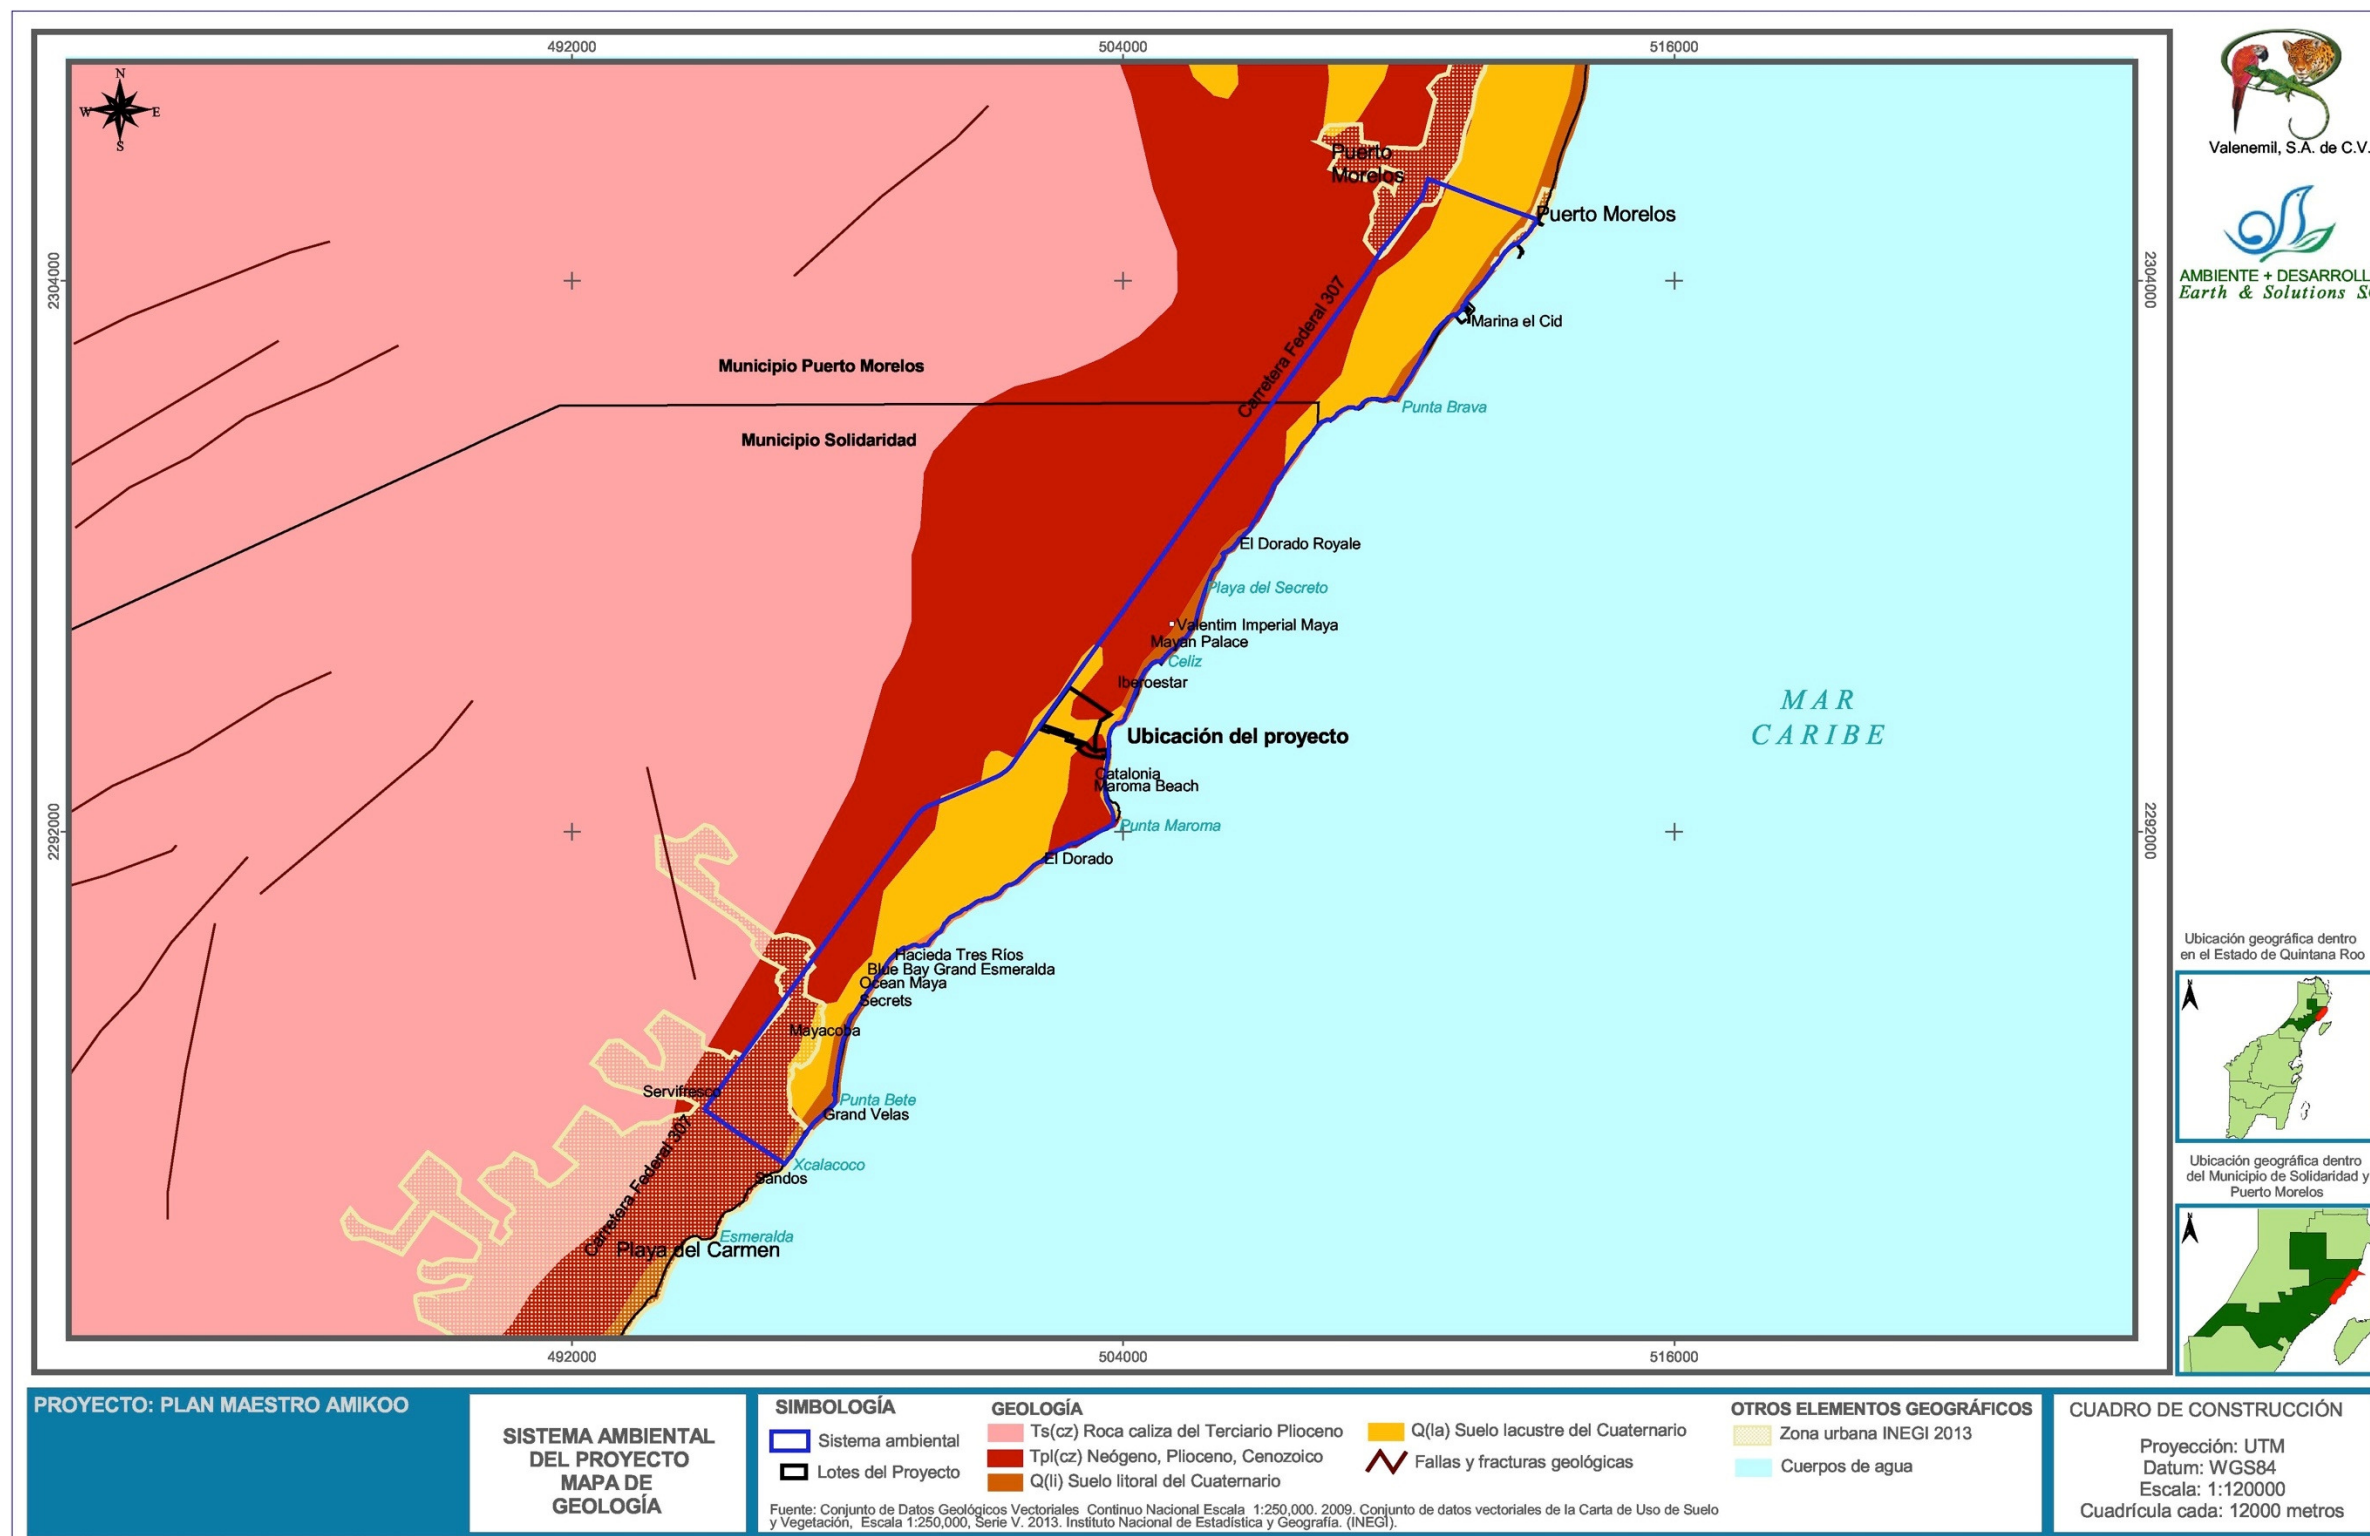 492000
504000
516000
N
W
E
S
Valenemil, S.A. de C.V.
AMBIENTE + DESARROLL
Earth & Solutions S
2304000
2304000
Puerto
Morelos
Puerto Morelos
Marina el Cid
Carretera Federal 307
Municipio Puerto Morelos
Punta Brava
Municipio Solidaridad
El Dorado Royale
Playa del Secreto
Valentim Imperial Maya
Mayan Palace
Celiz
Iberoestar
MAR
CARIBE
Ubicación del proyecto
Catalonia
Maroma Beach
Punta Maroma
2292000
2292000
El Dorado
Hacieda Tres Ríos
Blue Bay Grand Esmeralda
Ocean Maya
Secrets
Mayacoba
Servifresco
Punta Bete
Grand Velas
Carretera Federal 307
Xcalacoco
Sandos
Esmeralda
Playa del Carmen
492000
504000
516000
Ubicación geográfica dentro
en el Estado de Quintana Roo
N
Ubicación geográfica dentro
del Municipio de Solidaridad y
Puerto Morelos
N
PROYECTO: PLAN MAESTRO AMIKOO
SISTEMA AMBIENTAL
DEL PROYECTO
MAPA DE
GEOLOGÍA
SIMBOLOGÍA
Sistema ambiental
Lotes del Proyecto
GEOLOGÍA
Ts(cz) Roca caliza del Terciario Plioceno
Tpl(cz) Neógeno, Plioceno, Cenozoico
Q(li) Suelo litoral del Cuaternario
Q(la) Suelo lacustre del Cuaternario
Fallas y fracturas geológicas
OTROS ELEMENTOS GEOGRÁFICOS
Zona urbana INEGI 2013
Cuerpos de agua
Fuente: Conjunto de Datos Geológicos Vectoriales Continuo Nacional Escala 1:250,000. 2009. Conjunto de datos vectoriales de la Carta de Uso de Suelo
y Vegetación, Escala 1:250,000, Serie V. 2013. Instituto Nacional de Estadística y Geografía. (INEGI).
CUADRO DE CONSTRUCCIÓN
Proyección: UTM
Datum: WGS84
Escala: 1:120000
Cuadrícula cada: 12000 metros